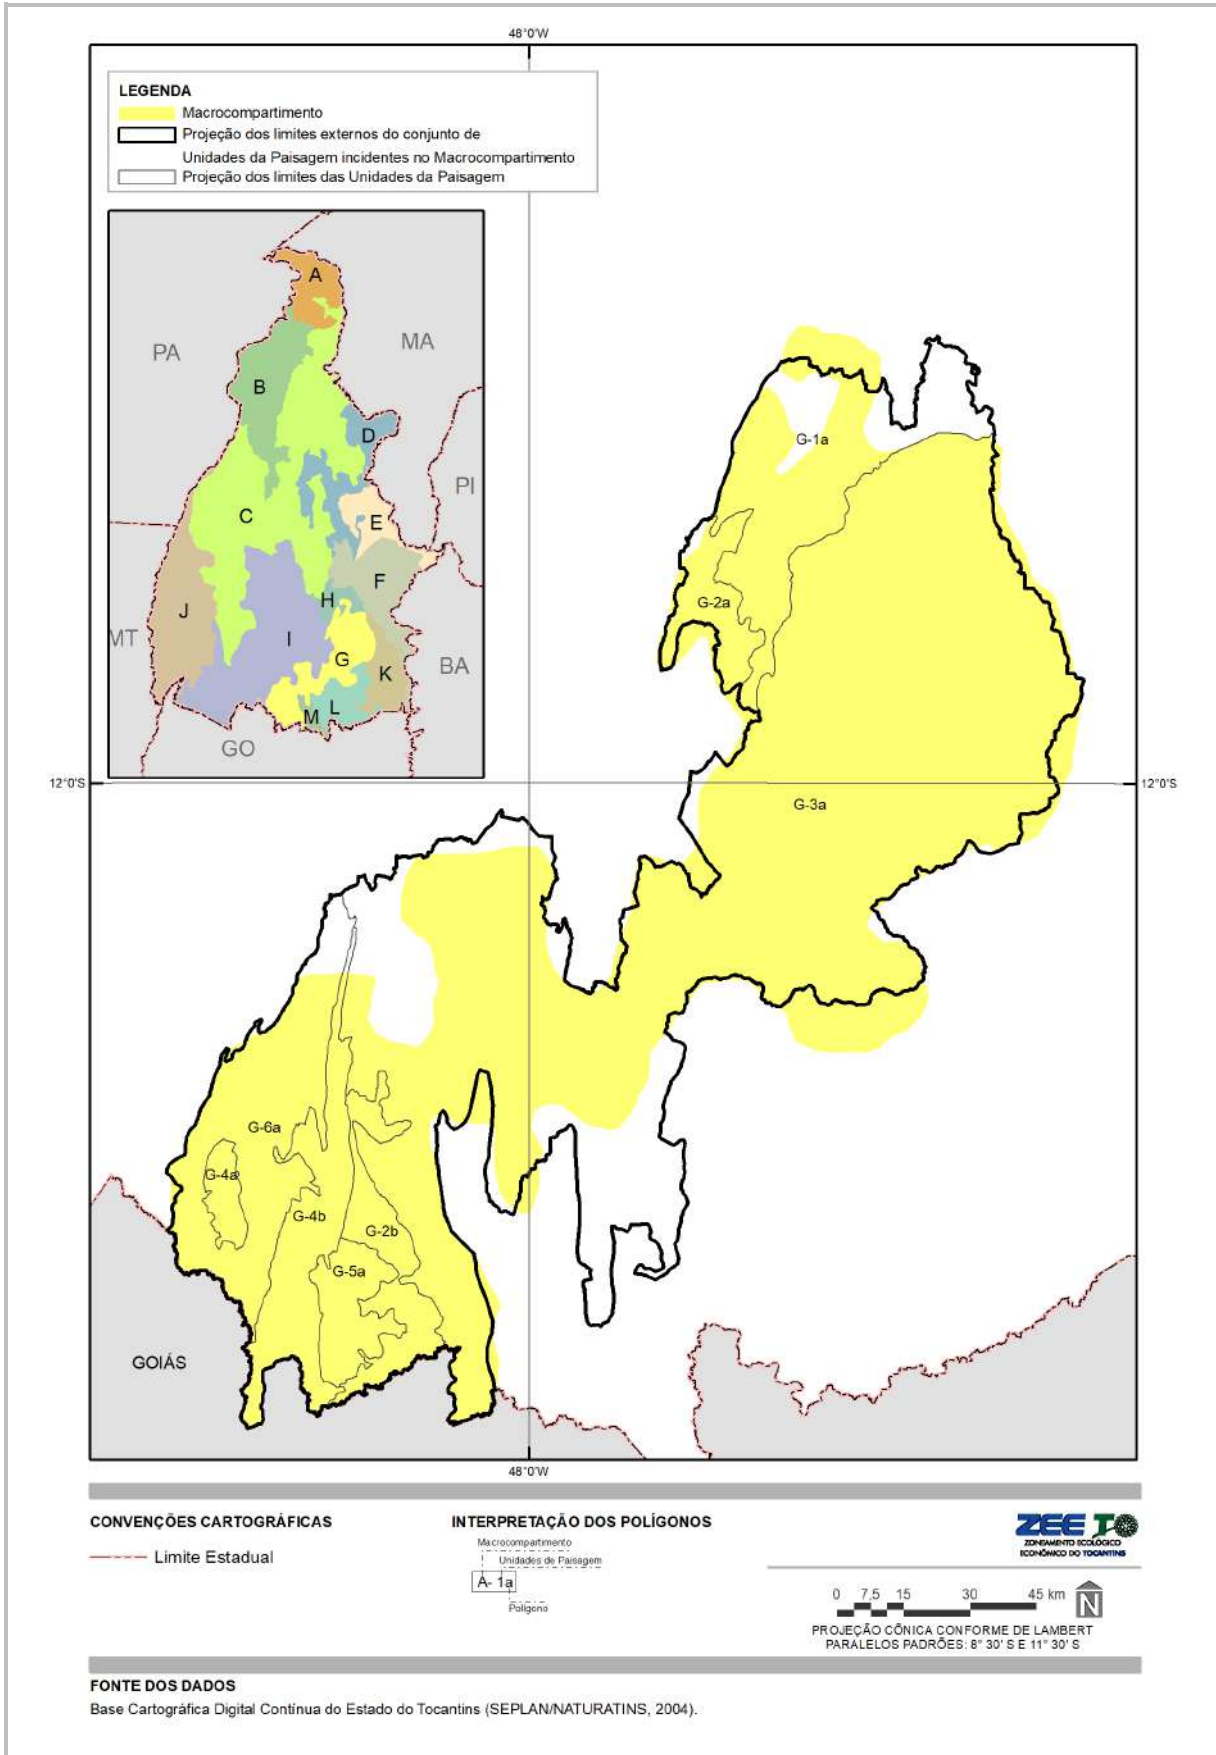 48°0'W
LEGENDA
Macrocompartimento
Projeção dos limites externos do conjunto de
Unidades da Paisagem incidentes no Macrocompartimento
Projeção dos limites das Unidades da Paisagem
A
PA
MA
B
D
PI
C
E
F
J
H
MT
I
G
BA
K
L
M
GO
G-1a
G-2a
12°0'S
12°0'S
G-3a
G-6a
G-4a
G-4b
G-2b
G-5a
GOIÁS
48°0'W
CONVENÇÕES CARTOGRÁFICAS
Limite Estadual
INTERPRETAÇÃO DOS POLÍGONOS
Macrocompartimento
Unidades de Paisagem
A- 1a
Polígono
ZEE TO
ZONEAMENTO ECOLÓGICO
ECONÔMICO DO TOCANTINS
0 7,5 15 30 45 km
N
PROJEÇÃO CÔNICA CONFORME DE LAMBERT
PARALELOS PADRÕES: 8° 30' S E 11° 30' S
FONTE DOS DADOS
Base Cartográfica Digital Contínua do Estado do Tocantins (SEPLAN/NATURATINS, 2004).